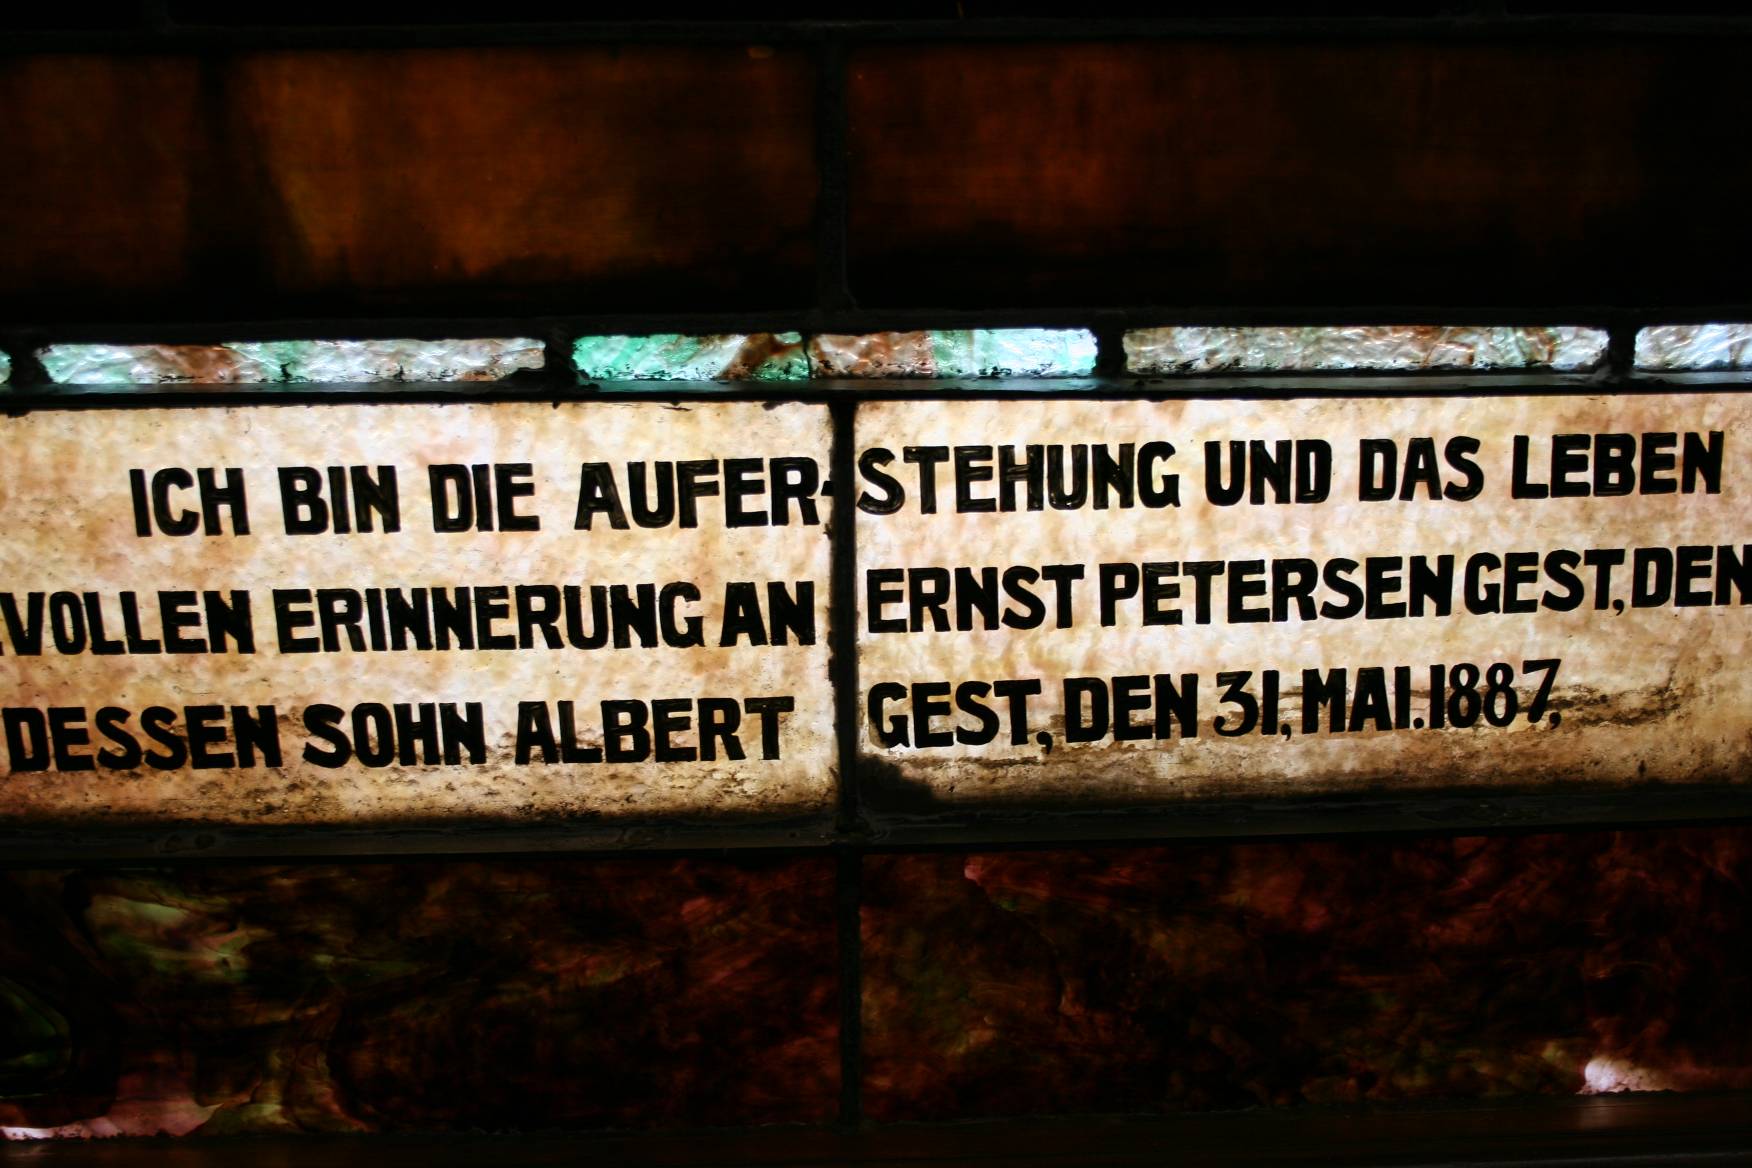 ICH BIN DIE AUFER-STEHUNG UND DAS LEBEN
VOLLEN ERINNERUNG AN ERNST PETERSEN GEST, DEN
DESSEN SOHN ALBERT GEST, DEN 31, MAI. 1887,